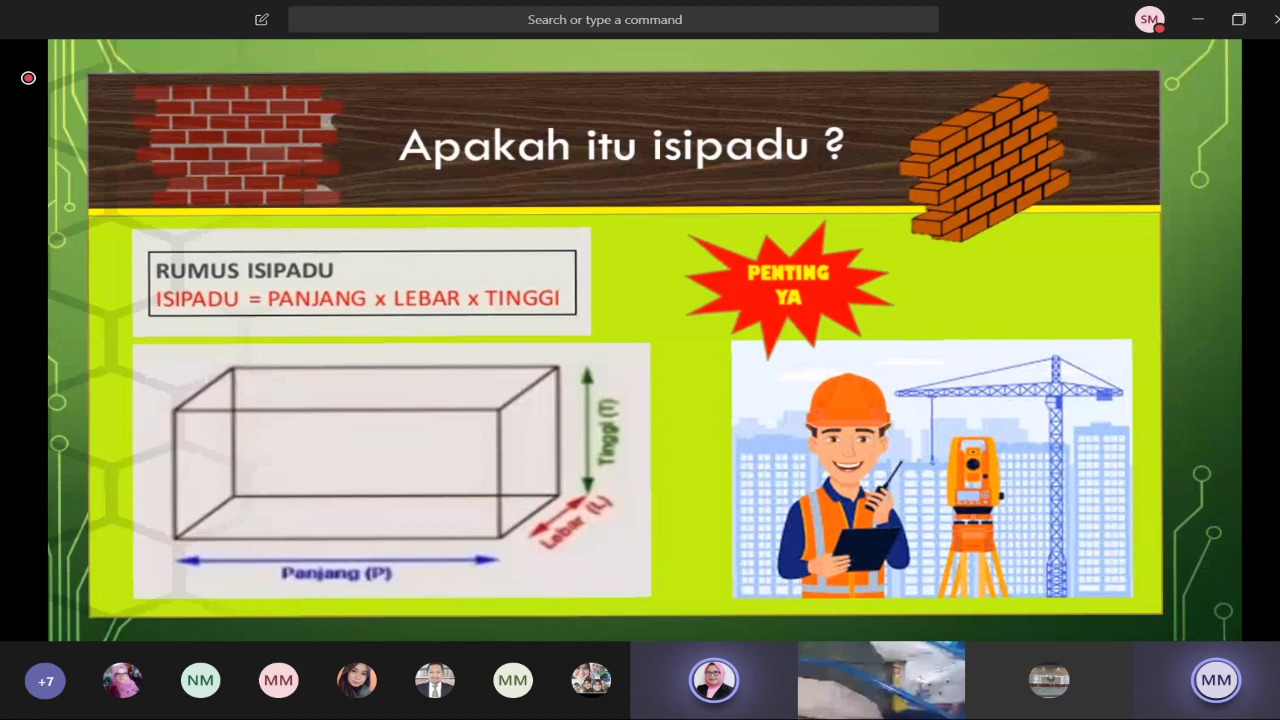 Search or type a command
SM
Apakah itu isipadu ?
RUMUS ISIPADU
ISIPADU = PANJANG x LEBAR x TINGGI
PENTING
YA
Tinggi (T)
Lebar (L)
Panjang (P)
+7
NM
MM
MM
MM